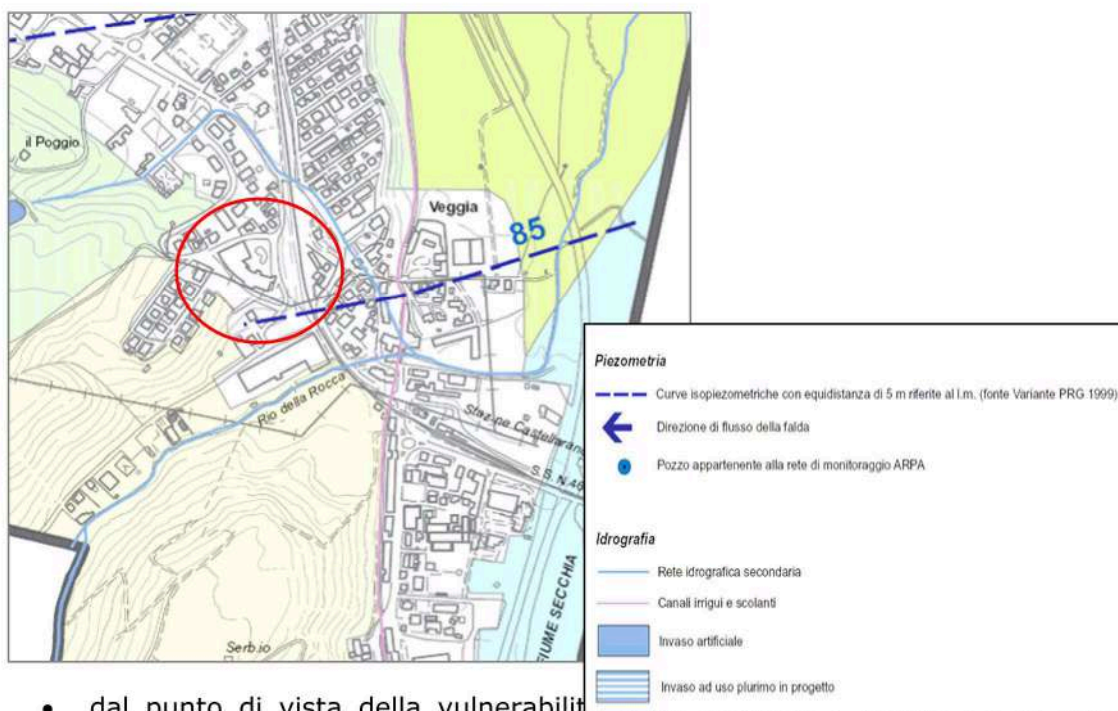 il Poggio
Veggia
85
Rio della Rocca
Stazione Castellarano
S.S. N.46
FIUME SECCHIA
Serb.io
Piezometria
Curve isopiezometriche con equidistanza di 5 m riferite al l.m. (fonte Variante PRG 1999)
Direzione di flusso della falda
Pozzo appartenente alla rete di monitoraggio ARPA
Idrografia
Rete idrografica secondaria
Canali irrigui e scolanti
Invaso artificiale
Invaso ad uso plurimo in progetto
• dal punto di vista della vulnerabilit